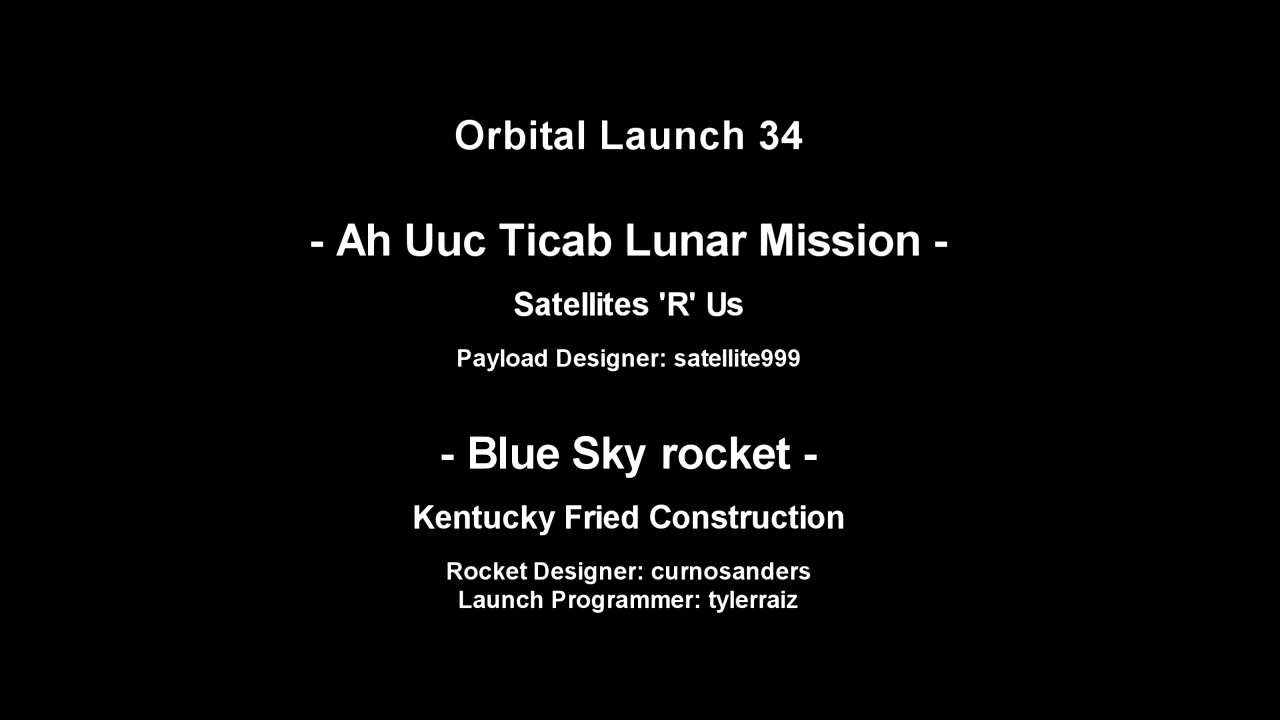 Orbital Launch 34
- Ah Uuc Ticab Lunar Mission -
Satellites 'R' Us
Payload Designer: satellite999
- Blue Sky rocket -
Kentucky Fried Construction
Rocket Designer: curnosanders
Launch Programmer: tylerraiz